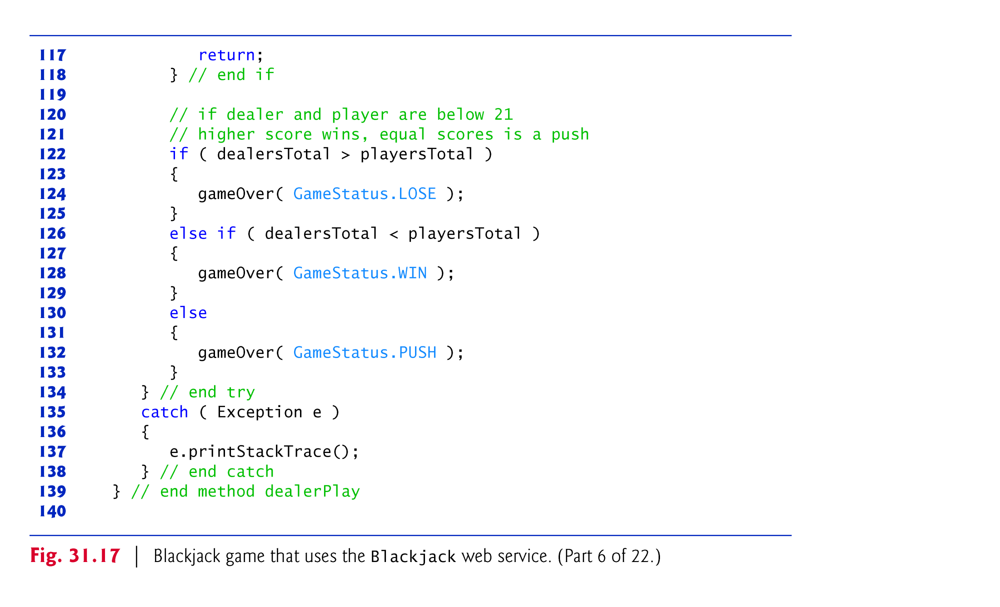 117             return;
118          } // end if
119
120          // if dealer and player are below 21
121          // higher score wins, equal scores is a push
122          if ( dealersTotal > playersTotal )
123          {
124             gameOver( GameStatus.LOSE );
125          }
126          else if ( dealersTotal < playersTotal )
127          {
128             gameOver( GameStatus.WIN );
129          }
130          else
131          {
132             gameOver( GameStatus.PUSH );
133          }
134       } // end try
135       catch ( Exception e )
136       {
137          e.printStackTrace();
138       } // end catch
139    } // end method dealerPlay
140
Fig. 31.17 | Blackjack game that uses the Blackjack web service. (Part 6 of 22.)